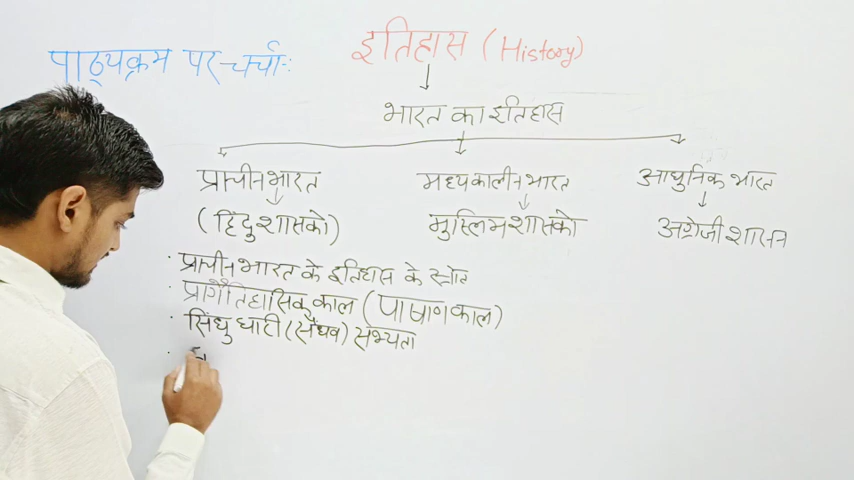 इतिहास (History)
पाठ्यक्रम पर चर्चा:
भारत का इतिहास
प्राचीन भारत
मध्यकालीन भारत
आधुनिक भारत
(हिंदु शासको)
मुस्लिम शासको
अंग्रेजी शासन
· प्राचीन भारत के इतिहास के स्त्रोत
· प्रागैतिहासिक काल (पाषाण काल)
· सिंधु घाटी (सैंधव) सभ्यता
·